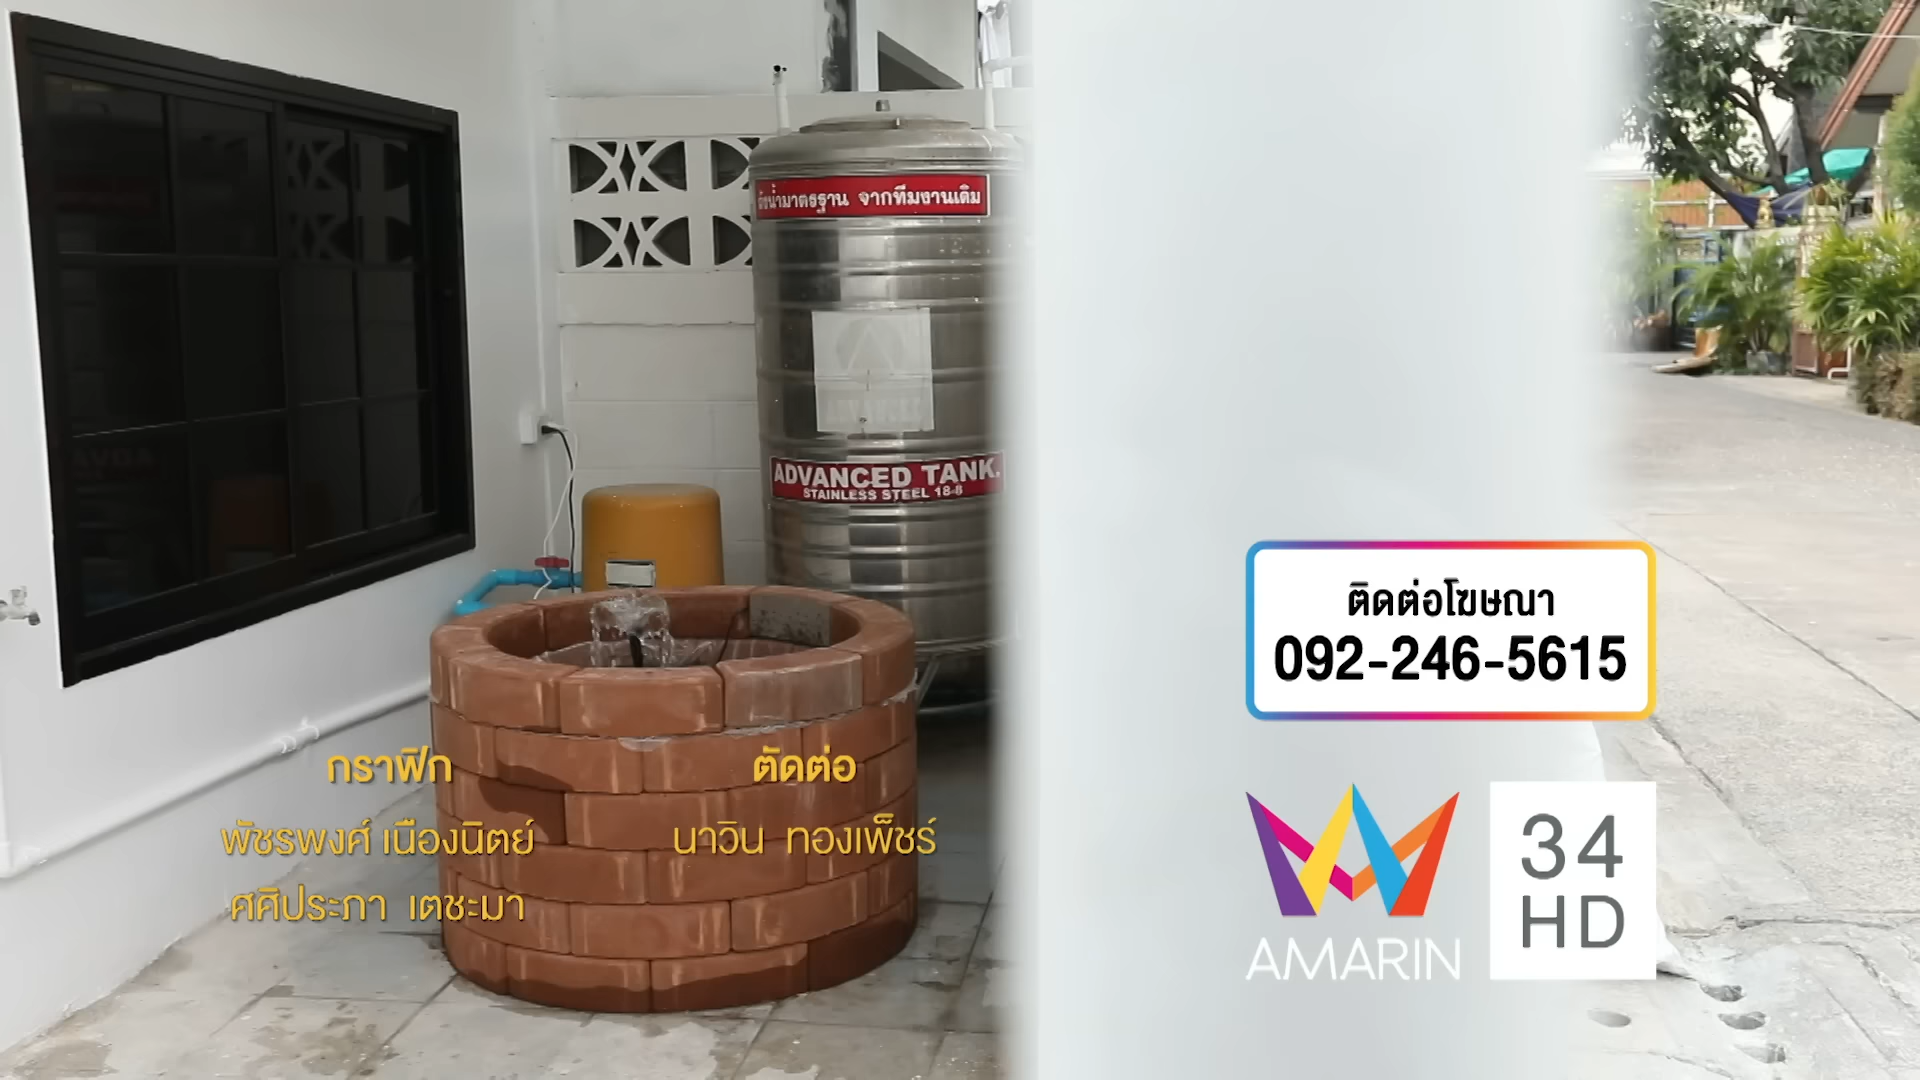 ถังน้ำมาตรฐาน จากทีมงานเดิม
ADVANCED TANK.
STAINLESS STEEL 18-8
ติดต่อโฆษณา
092-246-5615
กราฟิก
ตัดต่อ
พัชรพงศ์ เนืองนิตย์
นาวิน ทองเพ็ชร์
ศศิประภา เตชะมา
AMARIN
34
HD